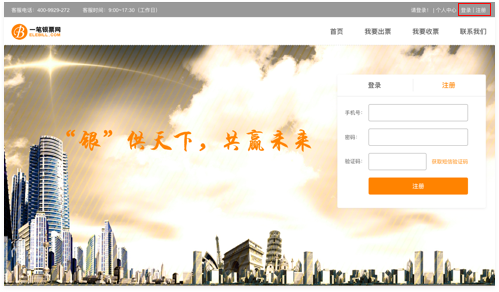 客服电话：400-9929-272 客服时间：9:00~17:30（工作日）
请登录！ | 个人中心 登录 | 注册
一笔银票网
EBILL.COM
首页 我要出票 我要收票 联系我们
登录 注册
手机号：
“银”供天下，共赢未来
密码：
验证码： 获取短信验证码
注册